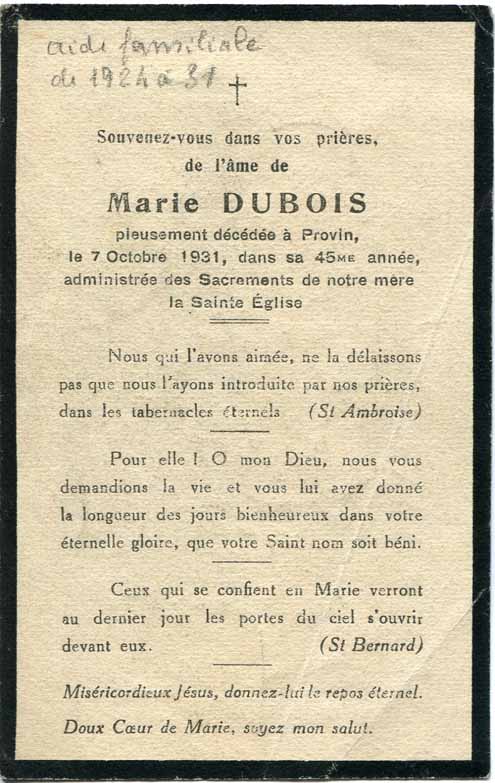 aide familiale
de 1924 à 31
Souvenez-vous dans vos prières,
de l'âme de
Marie DUBOIS
pieusement décédée à Provin,
le 7 Octobre 1931, dans sa 45ME année,
administrée des Sacrements de notre mère
la Sainte Église
Nous qui l'avons aimée, ne la délaissons
pas que nous l'ayons introduite par nos prières,
dans les tabernacles éternels (St Ambroise)
Pour elle ! O mon Dieu, nous vous
demandions la vie et vous lui avez donné
la longueur des jours bienheureux dans votre
éternelle gloire, que votre Saint nom soit béni.
Ceux qui se confient en Marie verront
au dernier jour les portes du ciel s'ouvrir
devant eux. (St Bernard)
Miséricordieux Jésus, donnez-lui le repos éternel.
Doux Cœur de Marie, soyez mon salut.